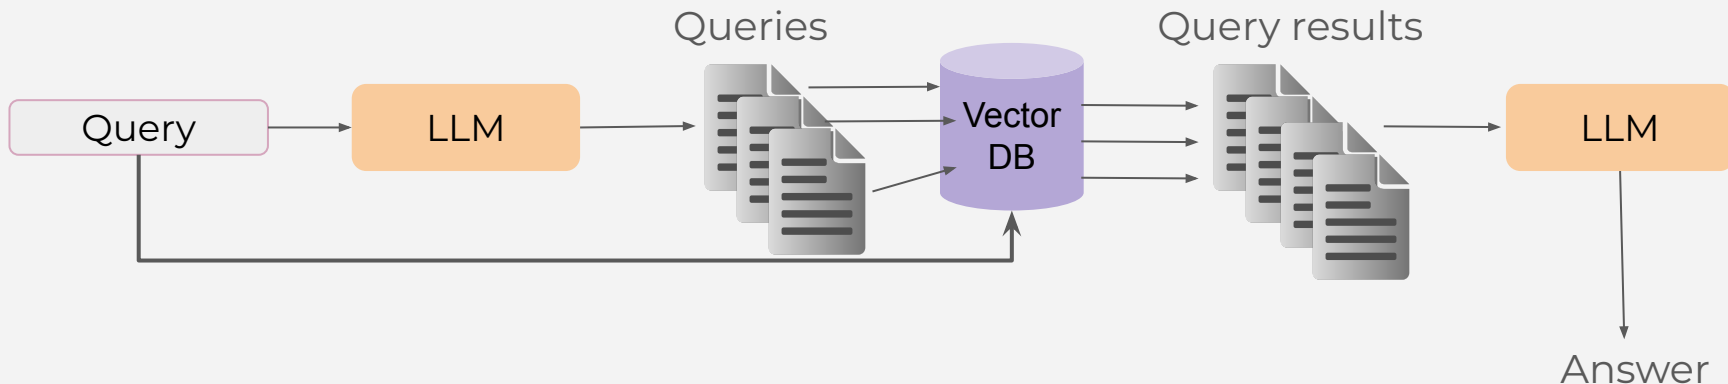 Queries
Query results
Query
LLM
Vector
DB
LLM
Answer